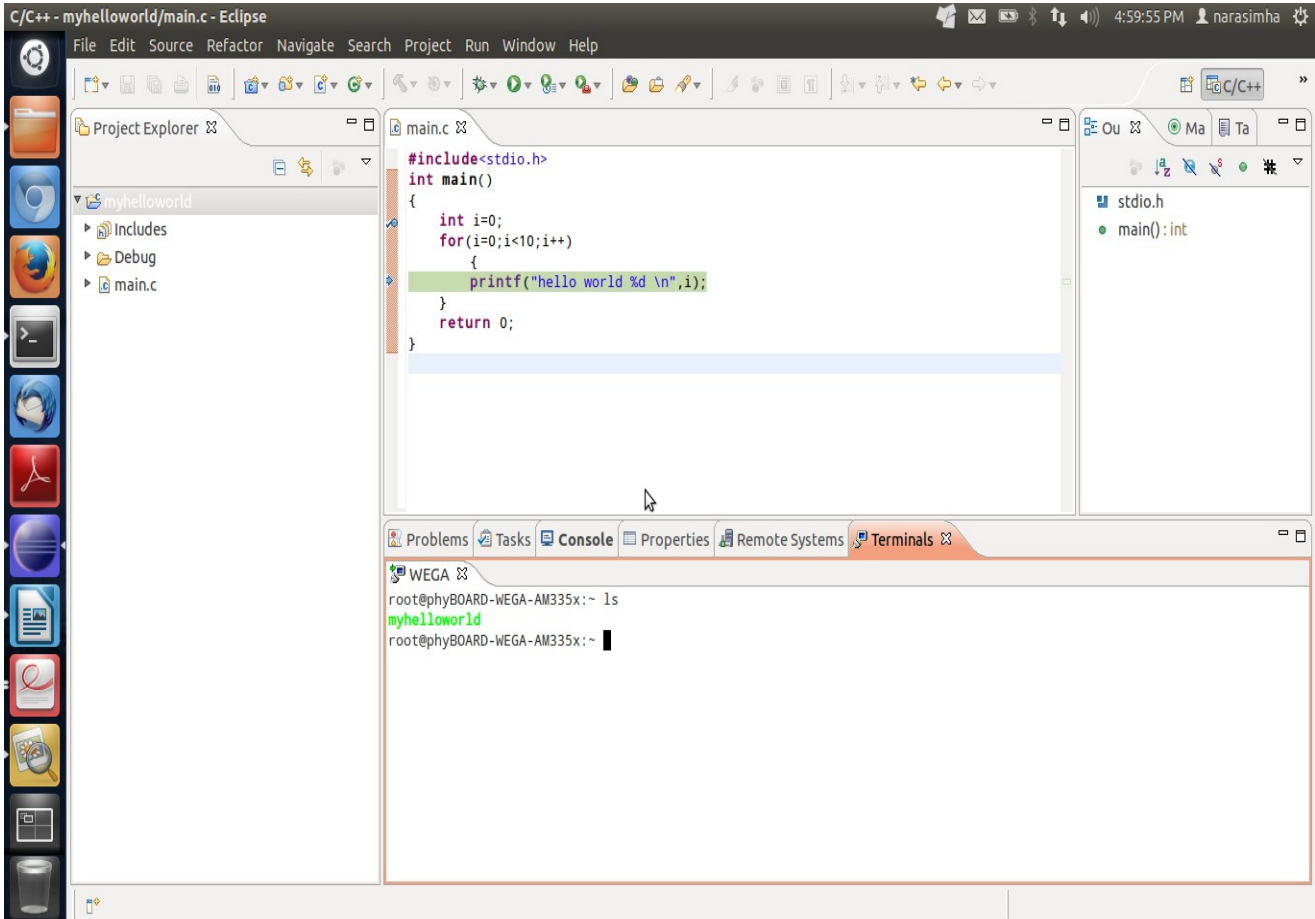 C/C++ - myhelloworld/main.c - Eclipse
4:59:55 PM narasimha
File Edit Source Refactor Navigate Search Project Run Window Help
C/C++
Project Explorer
main.c
Ou
Ma
Ta
myhelloworld
Includes
Debug
main.c
#include<stdio.h>
int main()
{
int i=0;
for(i=0;i<10;i++)
{
printf("hello world %d \n",i);
}
return 0;
}
stdio.h
main() : int
Problems Tasks Console Properties Remote Systems Terminals
WEGA
root@phyBOARD-WEGA-AM335x:~ ls
myhelloworld
root@phyBOARD-WEGA-AM335x:~